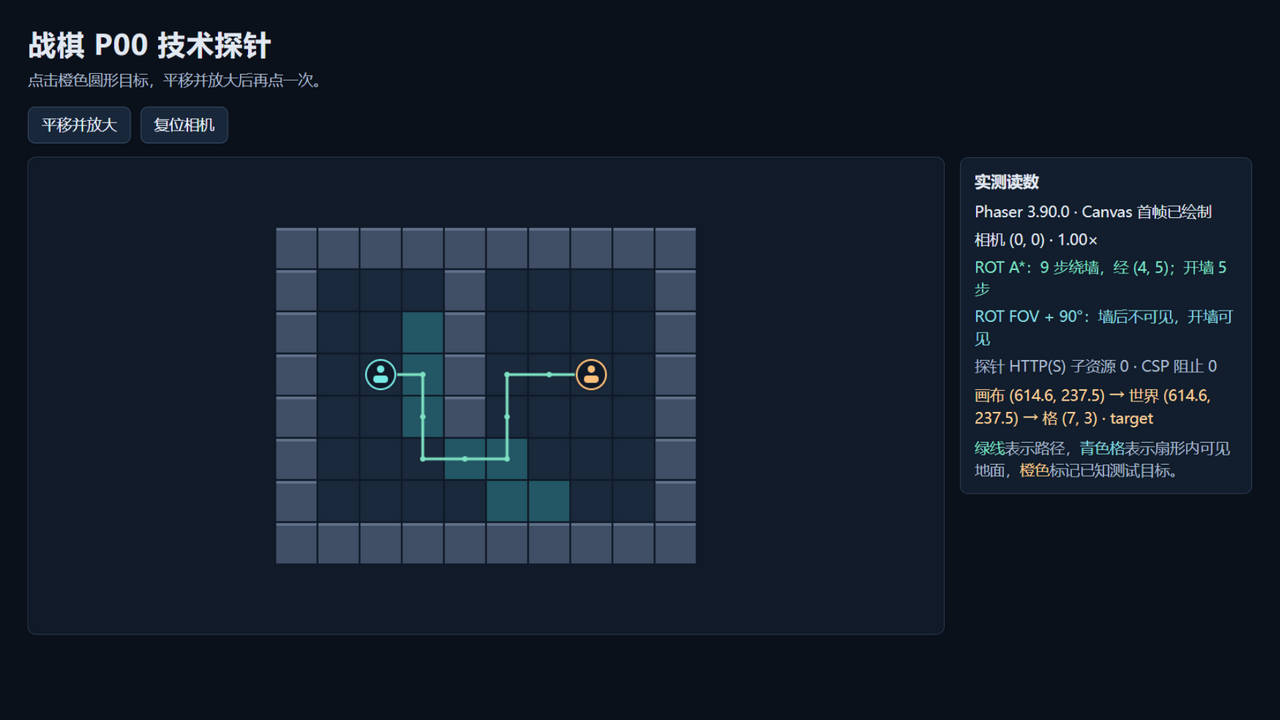 战棋 P00 技术探针
点击橙色圆形目标，平移并放大后再点一次。
平移并放大
复位相机
实测读数
Phaser 3.90.0 · Canvas 首帧已绘制
相机 (0, 0) · 1.00×
ROT A*：9 步绕墙，经 (4, 5)；开墙 5
步
ROT FOV + 90°：墙后不可见，开墙可
见
探针 HTTP(S) 子资源 0 · CSP 阻止 0
画布 (614.6, 237.5) → 世界 (614.6,
237.5) → 格 (7, 3) · target
绿线表示路径，青色格表示扇形内可见
地面，橙色标记已知测试目标。